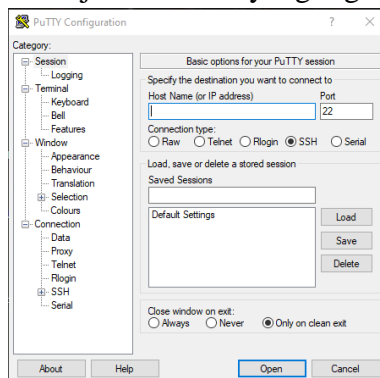 PuTTY Configuration
Category:
Session
Logging
Terminal
Keyboard
Bell
Features
Window
Appearance
Behaviour
Translation
Selection
Colours
Connection
Data
Proxy
Telnet
Rlogin
SSH
Serial
Basic options for your PuTTY session
Specify the destination you want to connect to
Host Name (or IP address) Port
22
Connection type:
Raw Telnet Rlogin SSH Serial
Load, save or delete a stored session
Saved Sessions
Default Settings
Load
Save
Delete
Close window on exit:
Always Never Only on clean exit
About Help Open Cancel